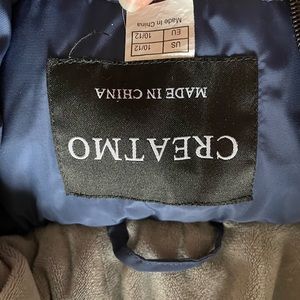 CREATMO
MADE IN CHINA
US 10/12
EU 10/12
Made in China